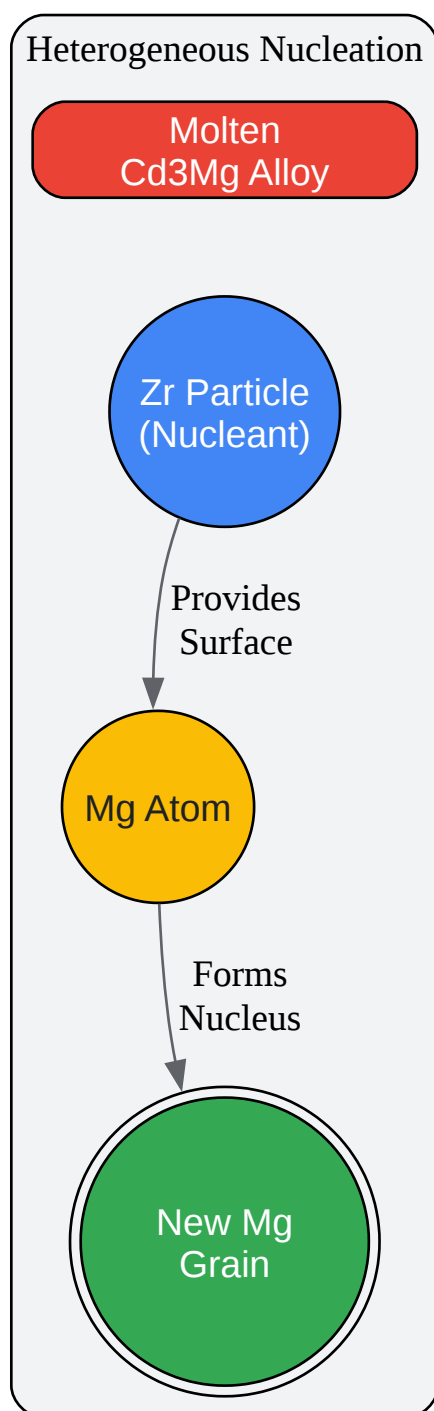 Heterogeneous Nucleation
Molten
Cd3Mg Alloy
Zr Particle
(Nucleant)
Provides
Surface
Mg Atom
Forms
Nucleus
New Mg
Grain